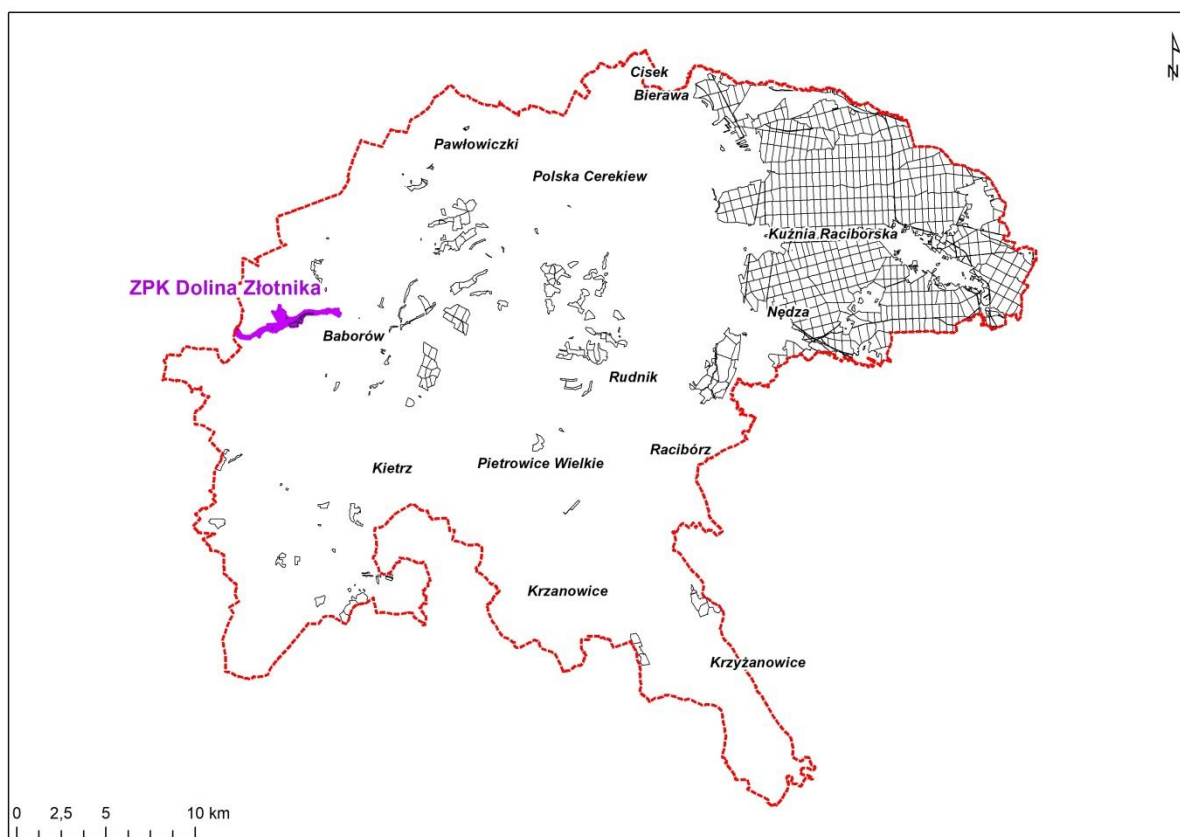 Cisek
N
Bierawa
Pawłowiczki
Polska Cerekiew
Kuźnia Raciborska
ZPK Dolina Złotnika
Nędza
Baborów
Rudnik
Racibórz
Kietrz
Pietrowice Wielkie
Krzanowice
Krzyżanowice
0 2,5 5 10 km